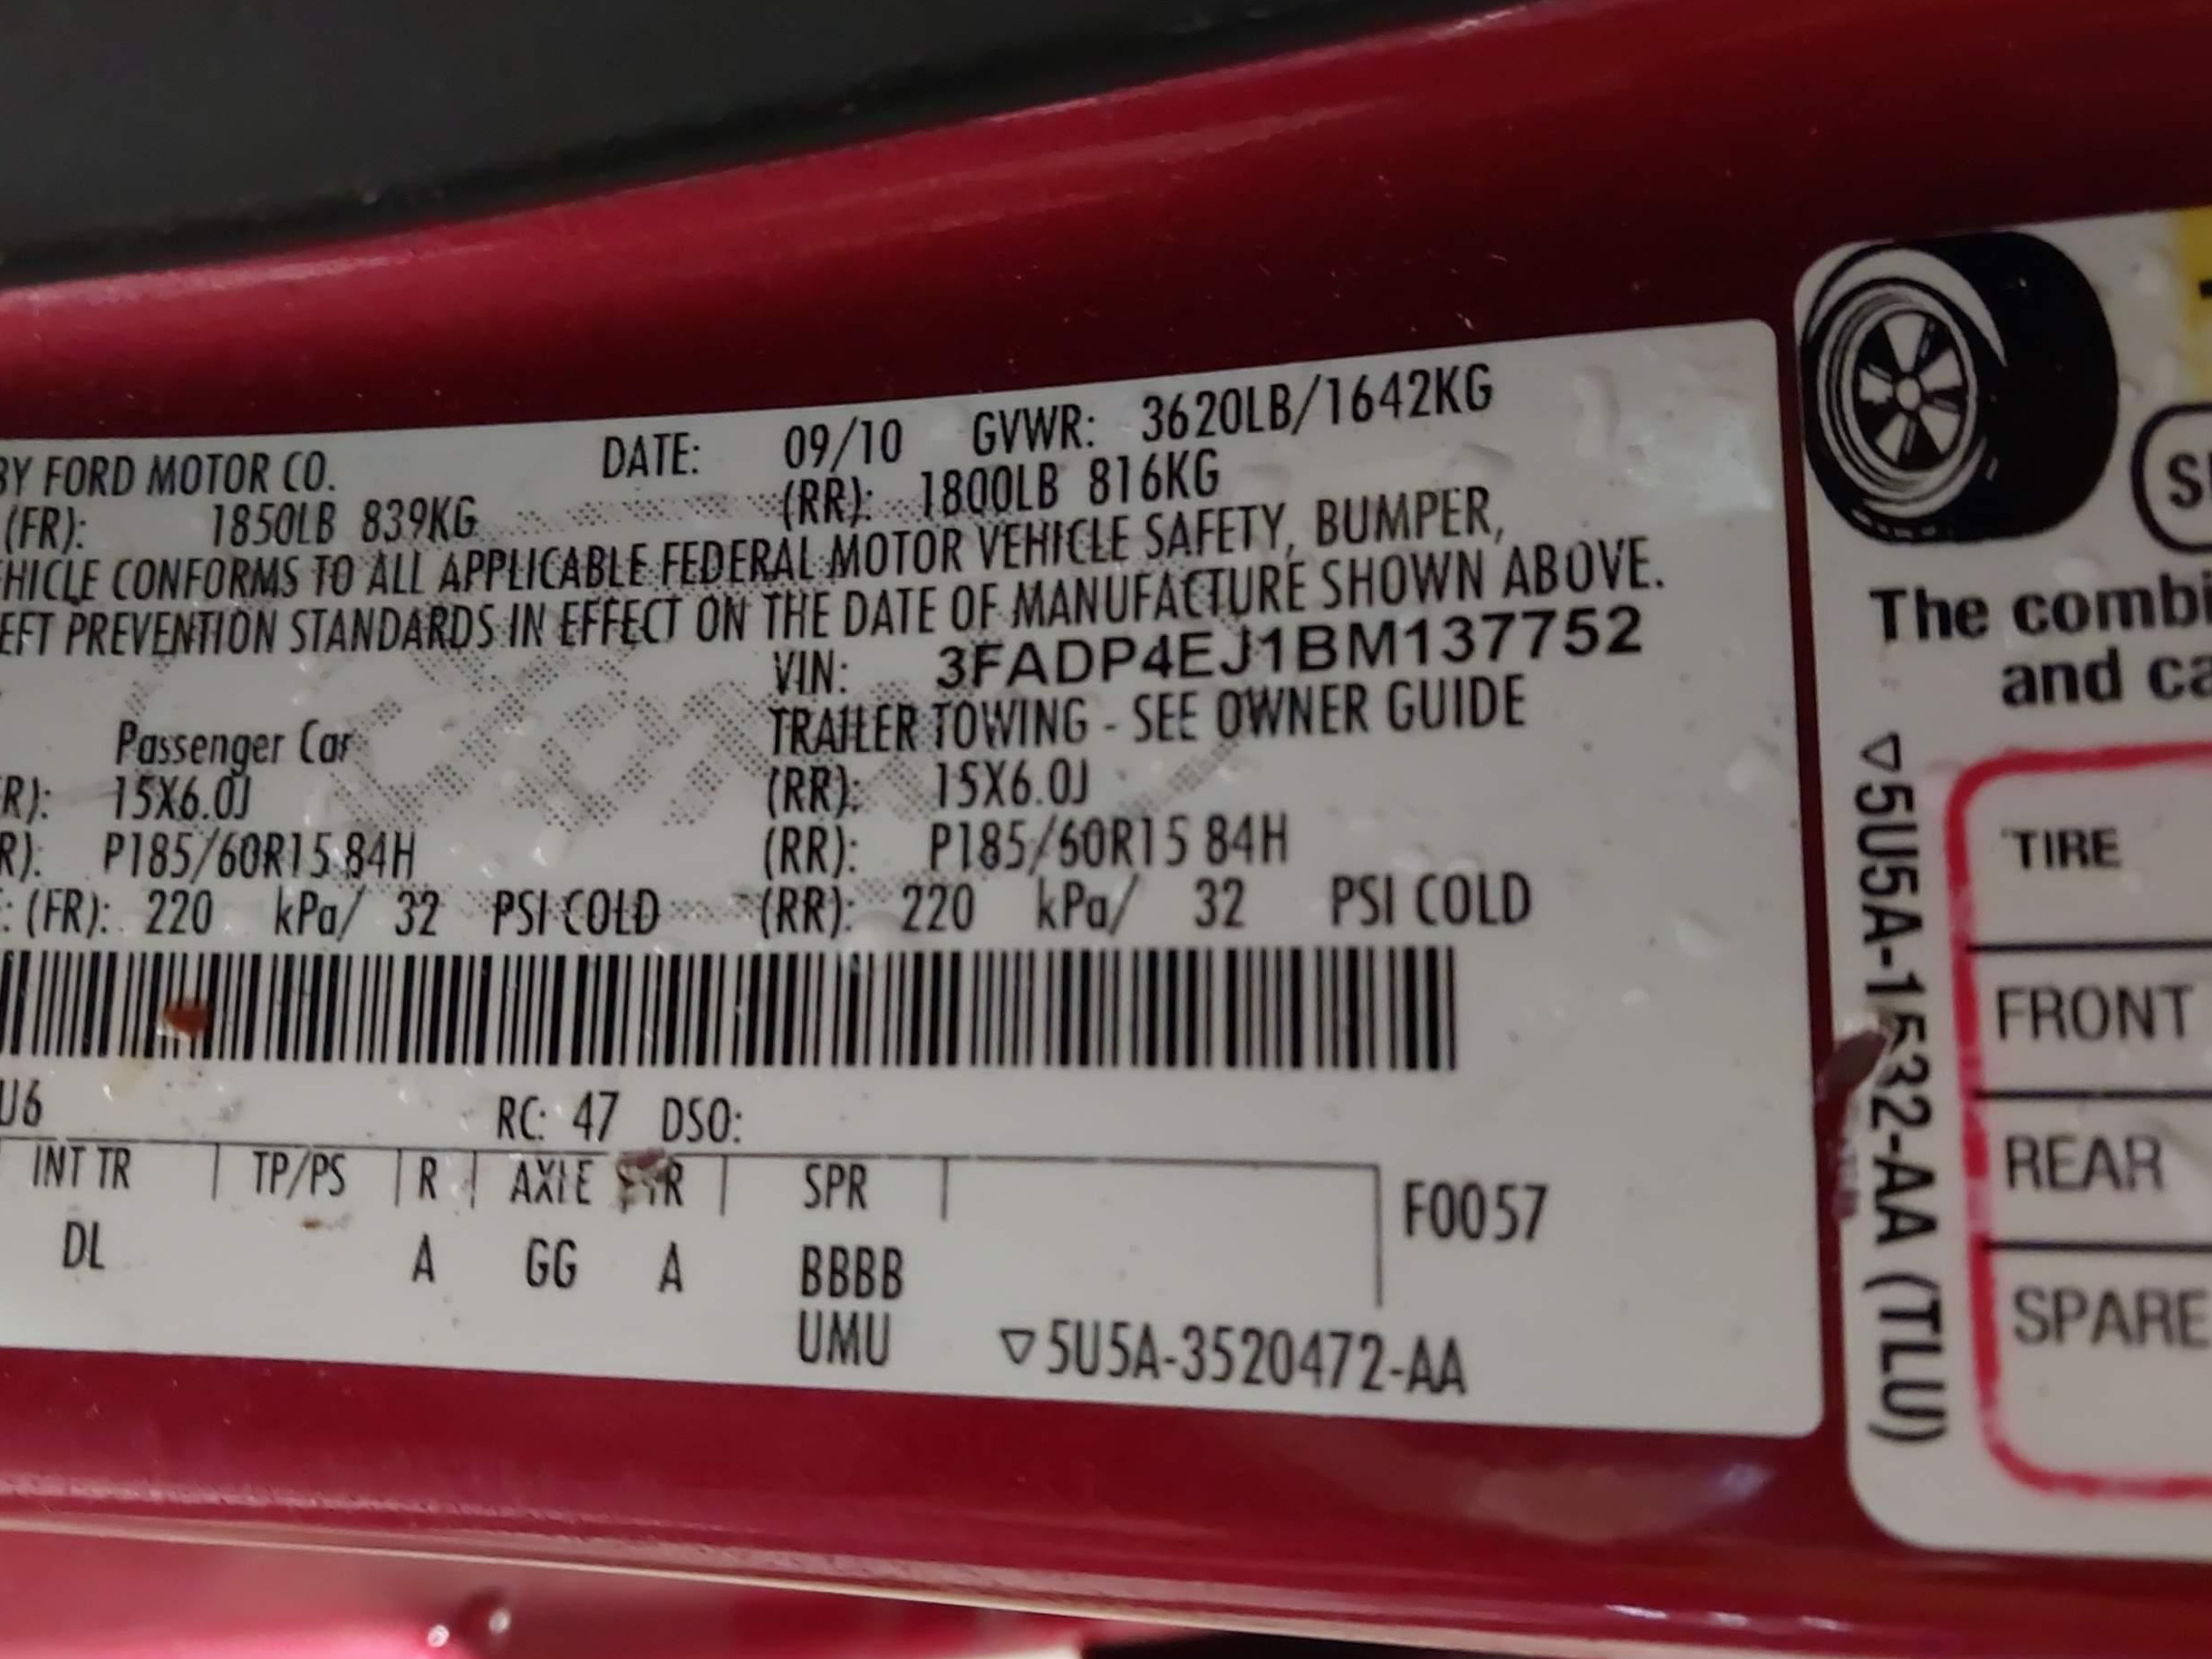 BY FORD MOTOR CO. DATE: 09/10 GVWR: 3620LB/1642KG
(FR): 1850LB 839KG (RR): 1800LB 816KG
EHICLE CONFORMS TO ALL APPLICABLE FEDERAL MOTOR VEHICLE SAFETY, BUMPER,
EFT PREVENTION STANDARDS IN EFFECT ON THE DATE OF MANUFACTURE SHOWN ABOVE.
VIN: 3FADP4EJ1BM137752
Passenger Car TRAILER TOWING - SEE OWNER GUIDE
R): 15X6.0J (RR): 15X6.0J
R): P185/60R15 84H (RR): P185/60R15 84H
: (FR): 220 kPa/ 32 PSI COLD (RR): 220 kPa/ 32 PSI COLD
U6 RC: 47 DSO:
INT TR TP/PS R AXLE TR SPR F0057
DL A GG A BBBB
UMU ▽5U5A-3520472-AA
The combi
and ca
▽5U5A-1532-AA (TLU)
TIRE
FRONT
REAR
SPARE